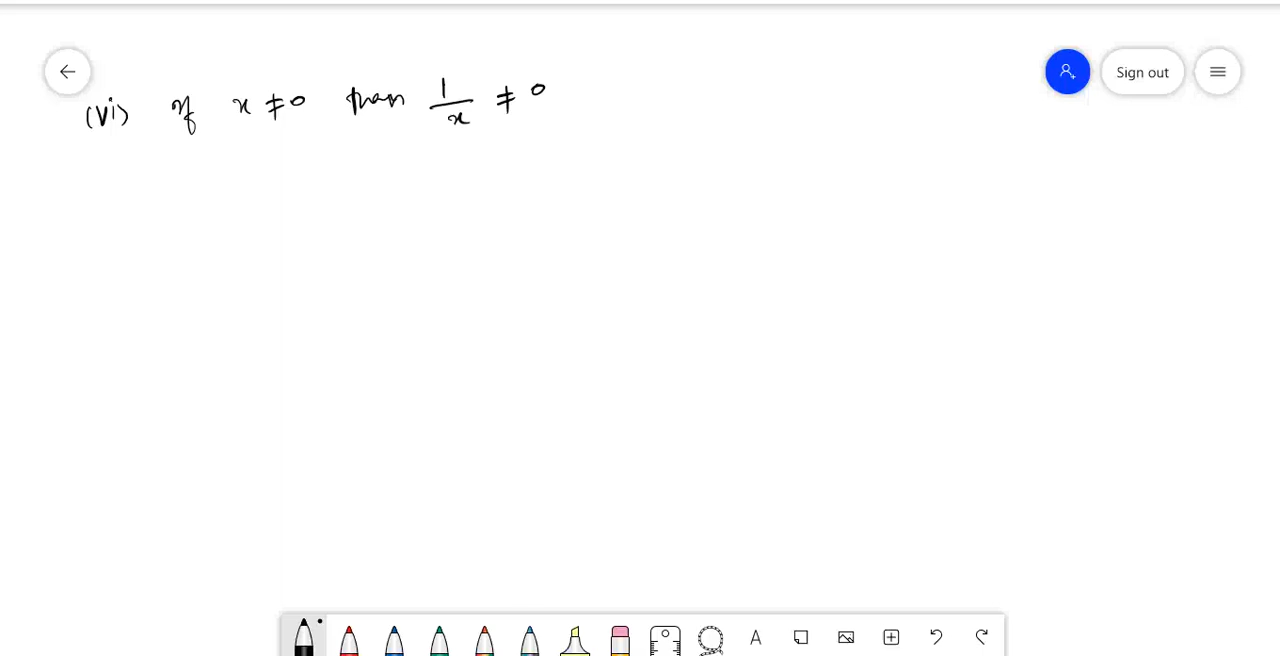 Sign out
(vi) if x ≠ 0 then 1/x ≠ 0
A